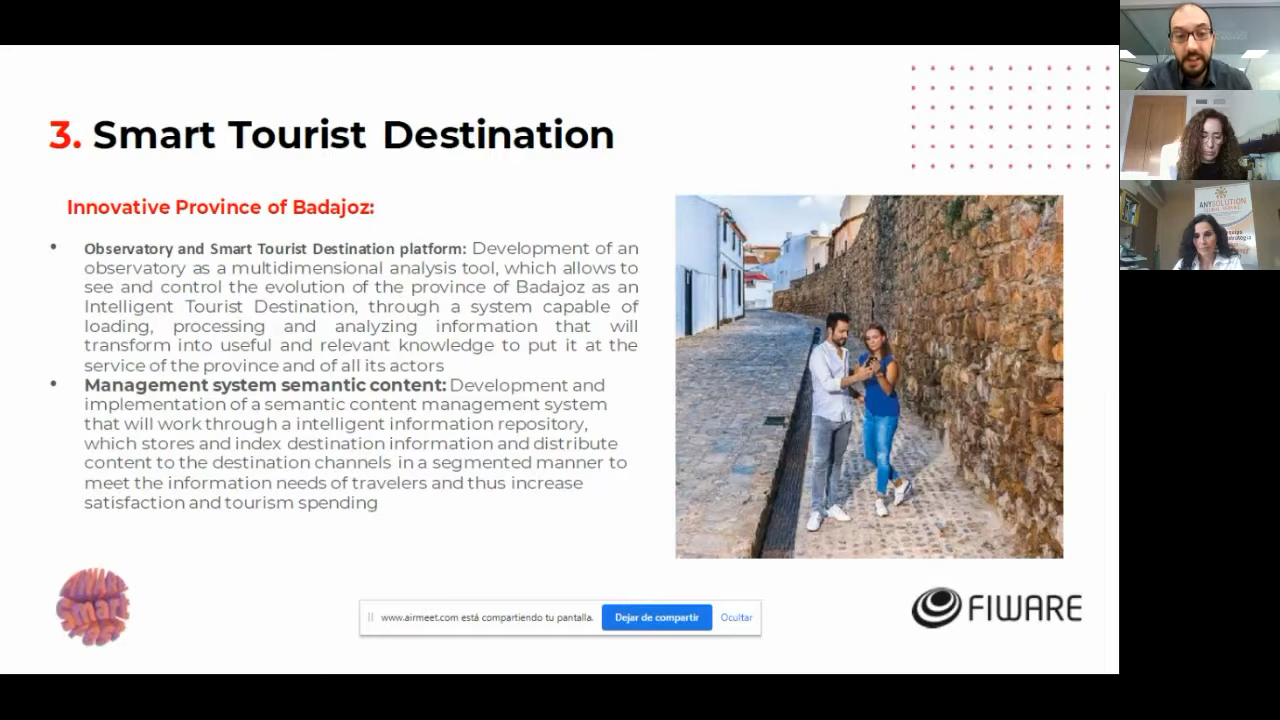 3. Smart Tourist Destination
Innovative Province of Badajoz:
• Observatory and Smart Tourist Destination platform: Development of an
observatory as a multidimensional analysis tool, which allows to
see and control the evolution of the province of Badajoz as an
Intelligent Tourist Destination, through a system capable of
loading, processing and analyzing information that will
transform into useful and relevant knowledge to put it at the
service of the province and of all its actors
• Management system semantic content: Development and
implementation of a semantic content management system
that will work through a intelligent information repository,
which stores and index destination information and distribute
content to the destination channels in a segmented manner to
meet the information needs of travelers and thus increase
satisfaction and tourism spending
Smart
www.airmeet.com está compartiendo tu pantalla.
Dejar de compartir
Ocultar
FIWARE
ANYSOLUTION